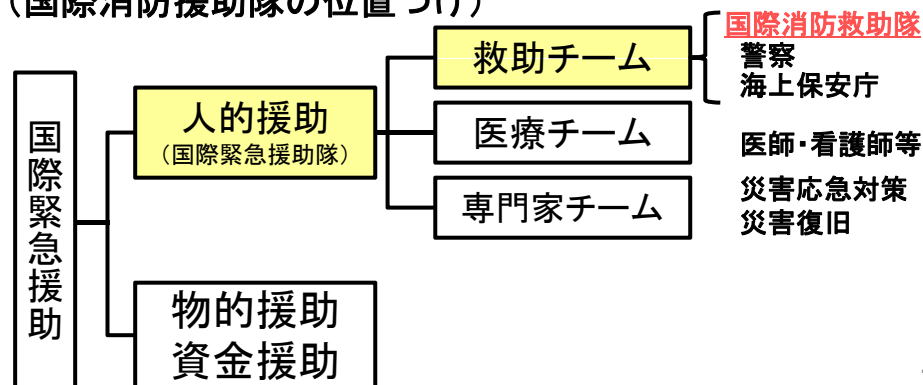 (国際消防援助隊の位置づけ)
国際緊急援助
人的援助
(国際緊急援助隊)
物的援助
資金援助
救助チーム
医療チーム
専門家チーム
国際消防救助隊
警察
海上保安庁
医師・看護師等
災害応急対策
災害復旧